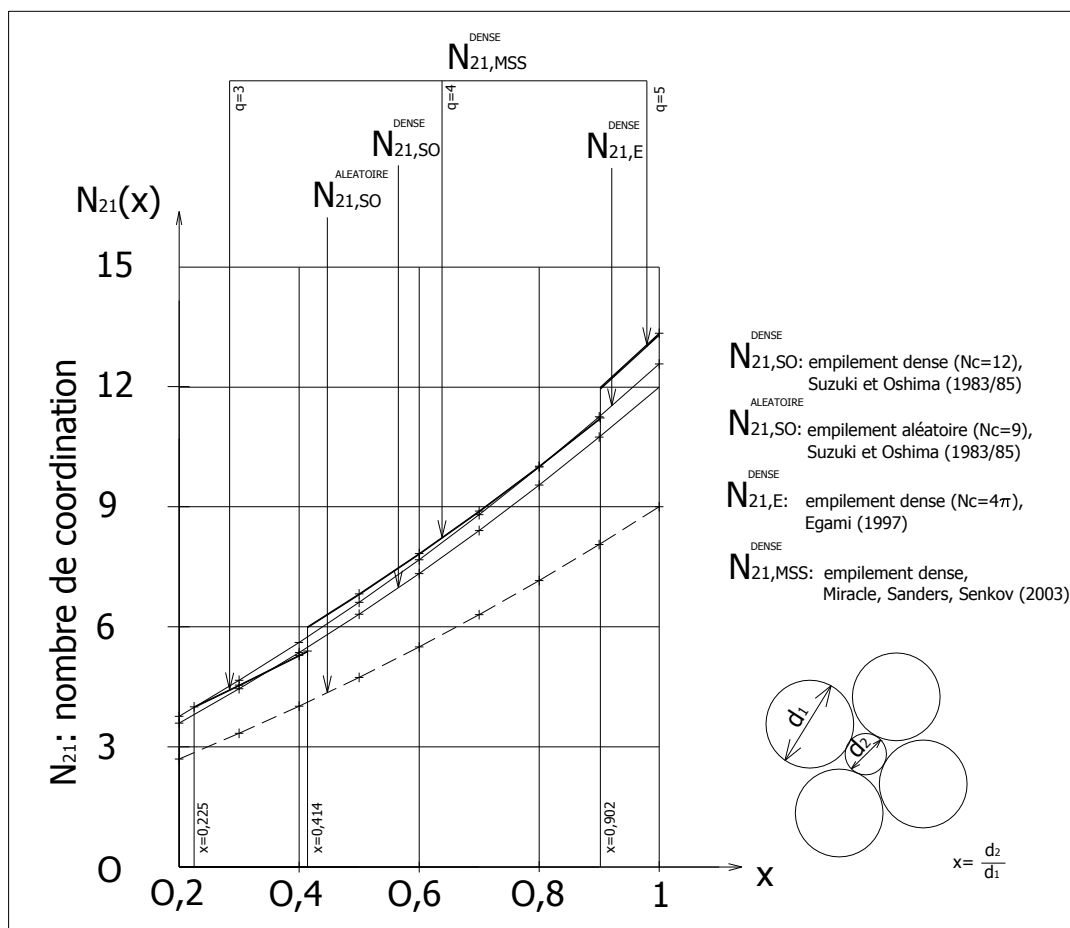 DENSE
N21,MSS
q=3
q=4
q=5
DENSE
N21,SO
DENSE
N21,E
ALEATOIRE
N21,SO
N21(x)
15
12
9
6
3
O
N21: nombre de coordination
x=0,225
x=0,414
x=0,902
O,2
O,4
O,6
O,8
1
x
DENSE
N21,SO: empilement dense (Nc=12),
Suzuki et Oshima (1983/85)
ALEATOIRE
N21,SO: empilement aléatoire (Nc=9),
Suzuki et Oshima (1983/85)
DENSE
N21,E: empilement dense (Nc=4π),
Egami (1997)
DENSE
N21,MSS: empilement dense,
Miracle, Sanders, Senkov (2003)
d1
d2
x= d2
d1